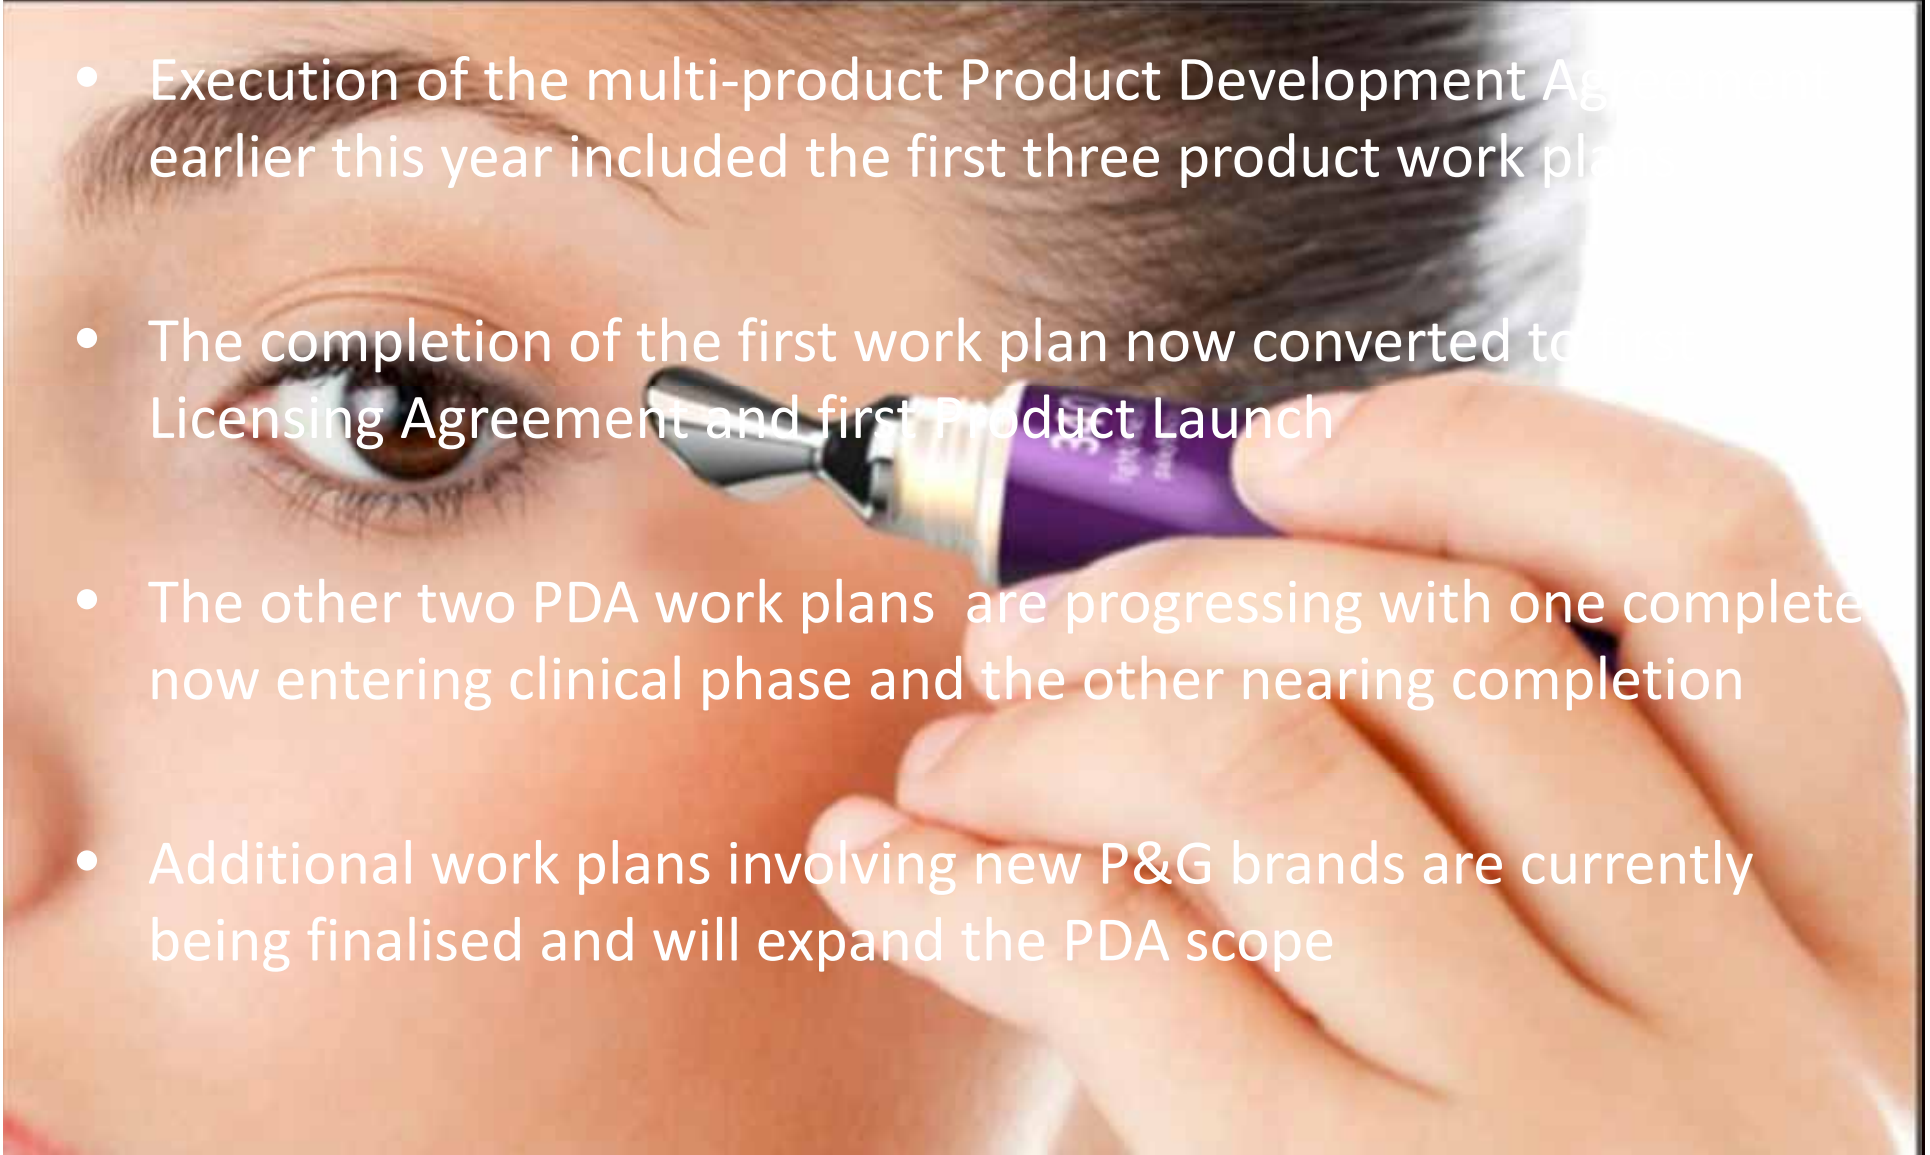 • Execution of the multi-product Product Development Agreement
earlier this year included the first three product work plans
• The completion of the first work plan now converted to
Licensing Agreement and first Product Launch
• The other two PDA work plans  are progressing with one complete
now entering clinical phase and the other nearing completion
• Additional work plans involving new P&G brands are currently
being finalised and will expand the PDA scope